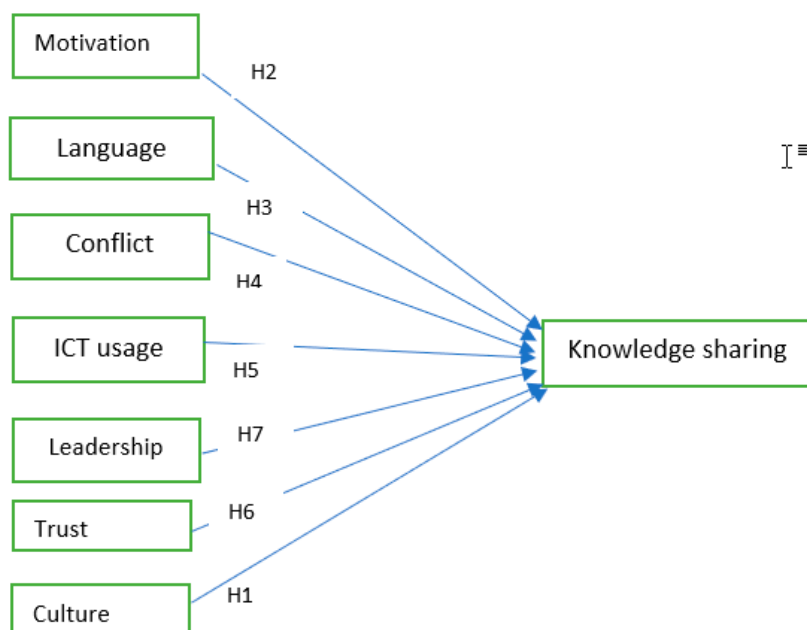 Motivation
H2
Language
H3
Conflict
H4
ICT usage
H5
Knowledge sharing
Leadership
H7
Trust
H6
Culture
H1